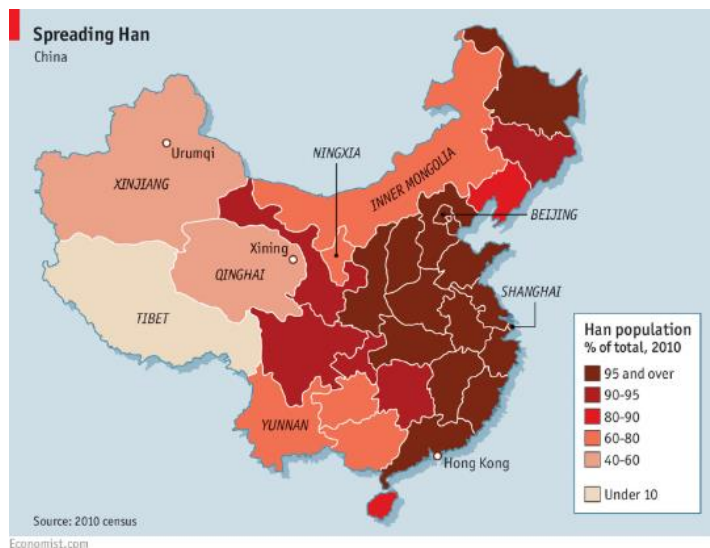 Spreading Han
China
Urumqi
NINGXIA
XINJIANG
INNER MONGOLIA
BEIJING
Xining
QINGHAI
SHANGHAI
TIBET
Han population
% of total, 2010
95 and over
90-95
80-90
60-80
40-60
Under 10
YUNNAN
Hong Kong
Source: 2010 census
Economist.com